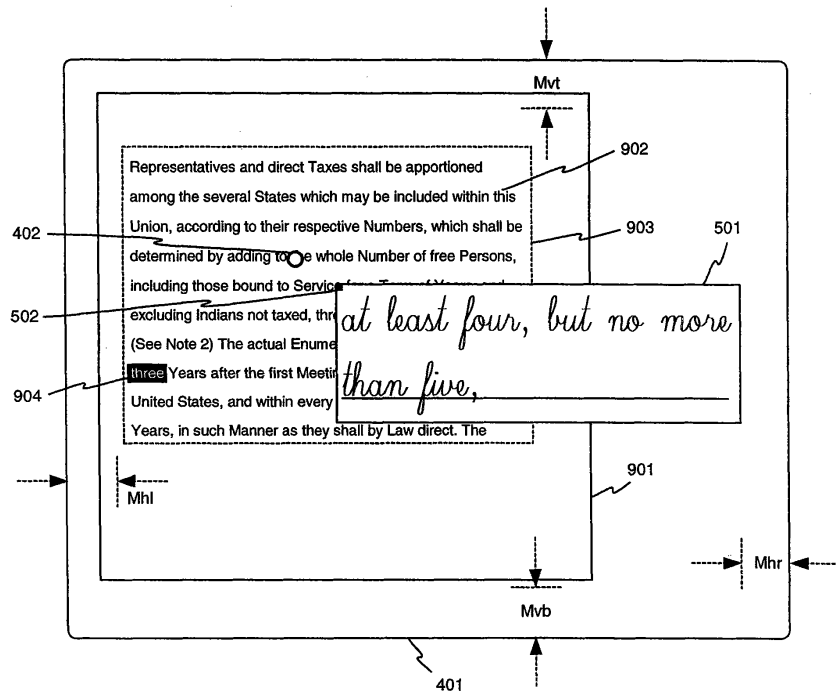 Mvt
902
Representatives and direct Taxes shall be apportioned
among the several States which may be included within this
Union, according to their respective Numbers, which shall be
903
501
402
determined by adding to e whole Number of free Persons,
including those bound to Service
502
excluding Indians not taxed, thr
(See Note 2) The actual Enume
three Years after the first Meetin
904
United States, and within every
Years, in such Manner as they shall by Law direct. The
at least four, but no more
than five,
901
Mhl
Mhr
Mvb
401